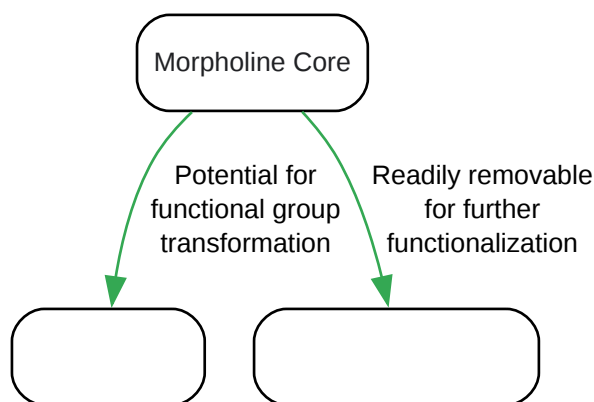 Morpholine Core
Potential for
functional group
transformation
Readily removable
for further
functionalization